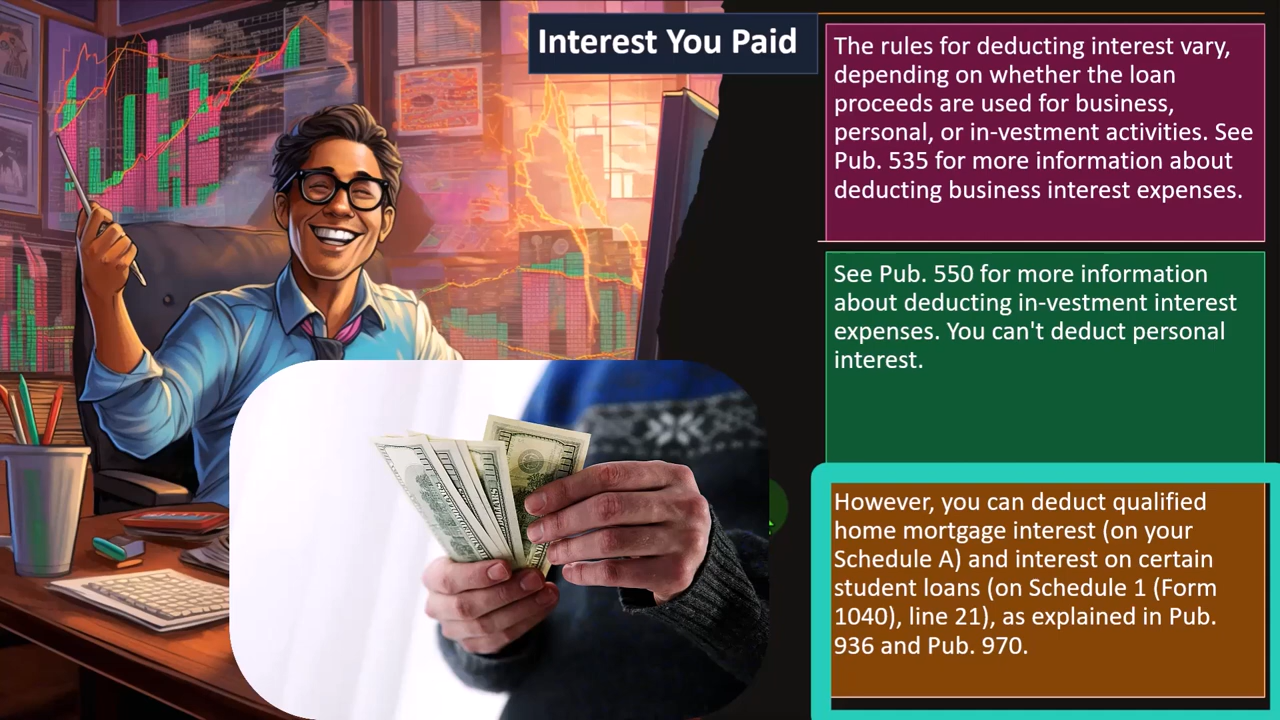 Interest You Paid
The rules for deducting interest vary,
depending on whether the loan
proceeds are used for business,
personal, or in-vestment activities. See
Pub. 535 for more information about
deducting business interest expenses.
See Pub. 550 for more information
about deducting in-vestment interest
expenses. You can't deduct personal
interest.
However, you can deduct qualified
home mortgage interest (on your
Schedule A) and interest on certain
student loans (on Schedule 1 (Form
1040), line 21), as explained in Pub.
936 and Pub. 970.